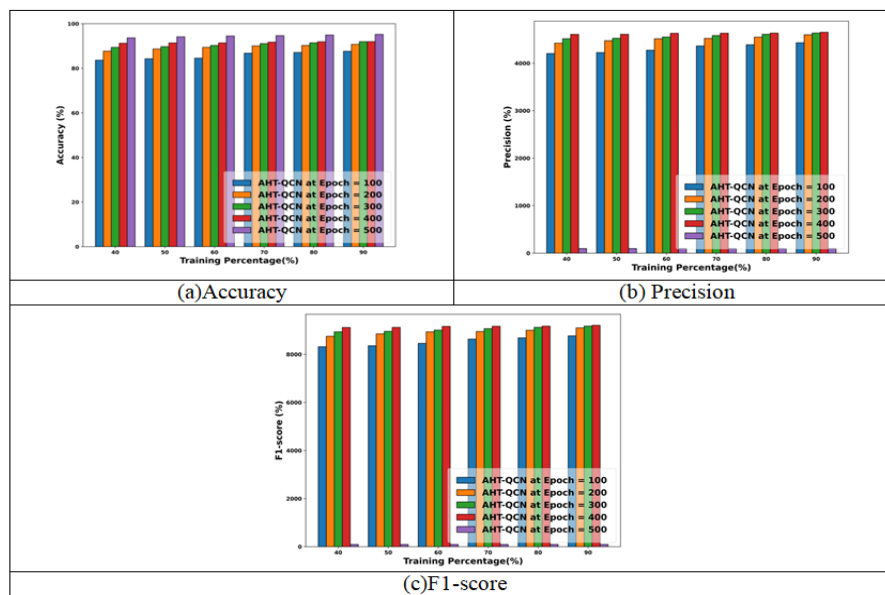 100
80
60
40
20
0
Accuracy (%)
AHT-QCN at Epoch = 100
AHT-QCN at Epoch = 200
AHT-QCN at Epoch = 300
AHT-QCN at Epoch = 400
AHT-QCN at Epoch = 500
40 50 60 70 80 90
Training Percentage(%)
(a)Accuracy
4000
3000
2000
1000
0
Precision (%)
AHT-QCN at Epoch = 100
AHT-QCN at Epoch = 200
AHT-QCN at Epoch = 300
AHT-QCN at Epoch = 400
AHT-QCN at Epoch = 500
40 50 60 70 80 90
Training Percentage(%)
(b) Precision
8000
6000
4000
2000
0
F1-score (%)
AHT-QCN at Epoch = 100
AHT-QCN at Epoch = 200
AHT-QCN at Epoch = 300
AHT-QCN at Epoch = 400
AHT-QCN at Epoch = 500
40 50 60 70 80 90
Training Percentage(%)
(c)F1-score